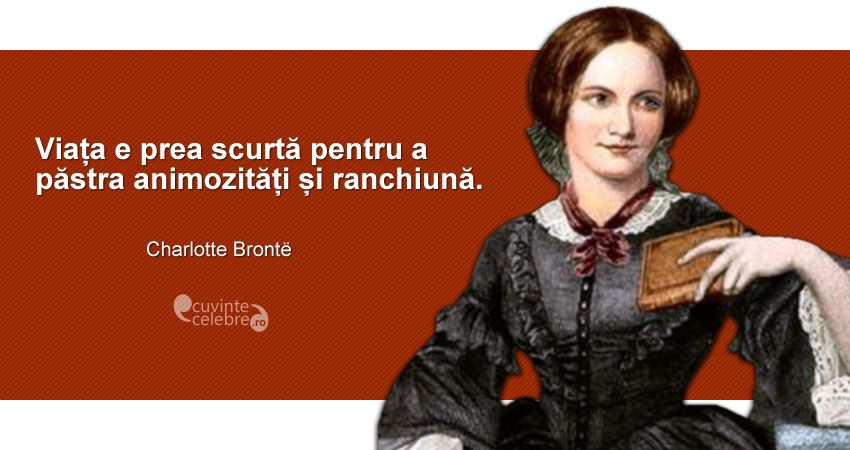 Viața e prea scurtă pentru a
păstra animozități și ranchiună.
Charlotte Brontë
cuvinte
celebre.ro